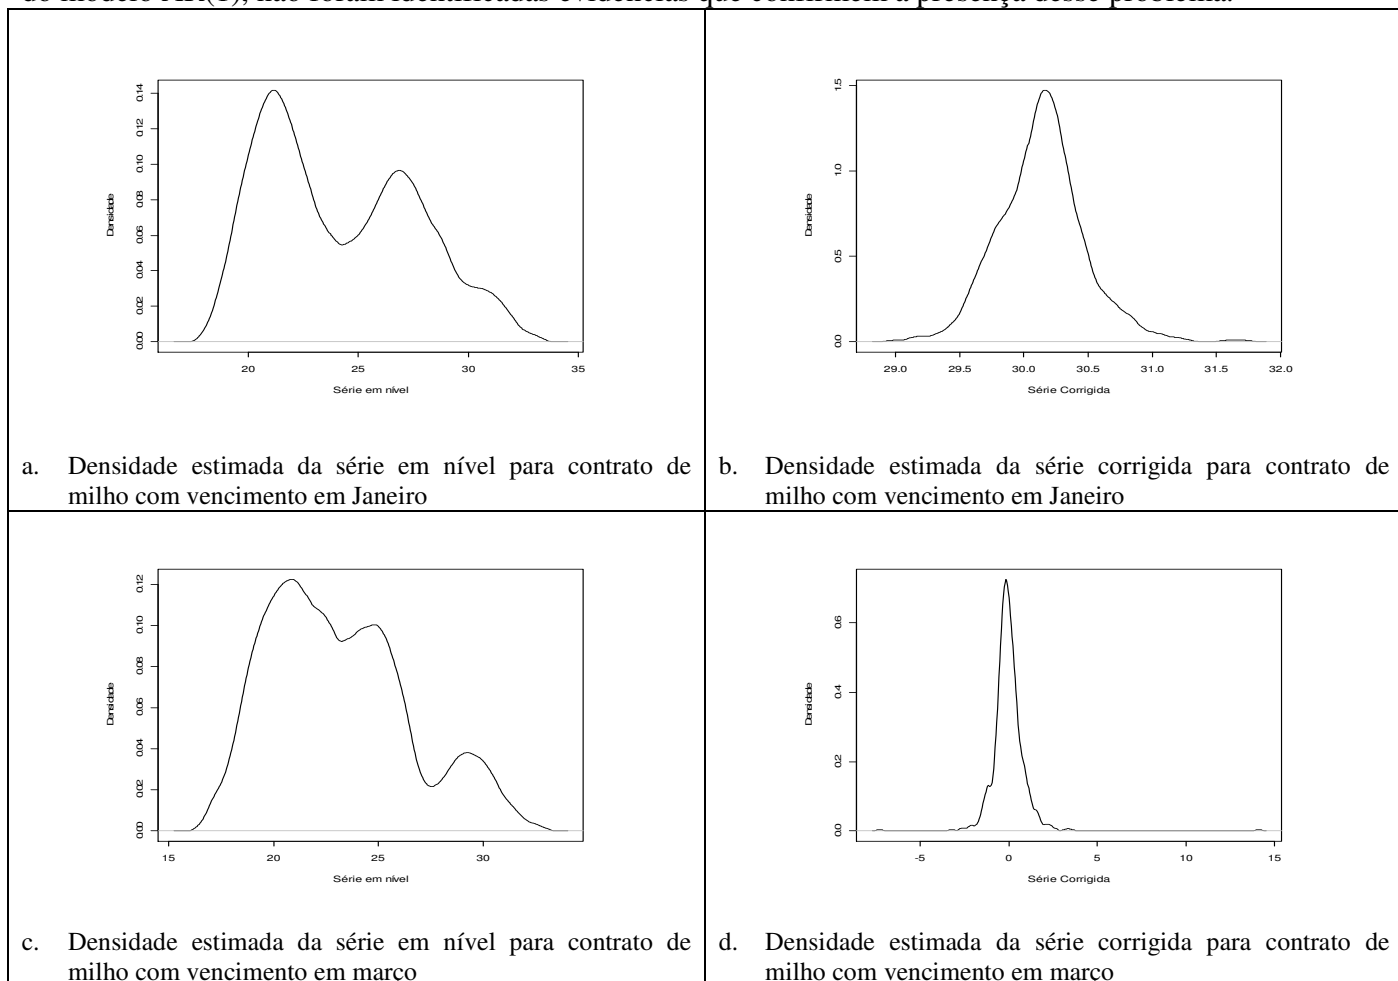 do modelo AR(1), não foram identificadas evidências que confirmem a presença desse problema.
0.14
0.12
0.10
0.08
0.06
0.04
0.02
0.00
Densidade
20 25 30 35
Série em nível
a. Densidade estimada da série em nível para contrato de
milho com vencimento em Janeiro
1.5
1.0
0.5
0.0
Densidade
29.0 29.5 30.0 30.5 31.0 31.5 32.0
Série Corrigida
b. Densidade estimada da série corrigida para contrato de
milho com vencimento em Janeiro
0.12
0.10
0.08
0.06
0.04
0.02
0.00
Densidade
15 20 25 30
Série em nível
c. Densidade estimada da série em nível para contrato de
milho com vencimento em março
0.6
0.4
0.2
0.0
Densidade
-5 0 5 10 15
Série Corrigida
d. Densidade estimada da série corrigida para contrato de
milho com vencimento em março